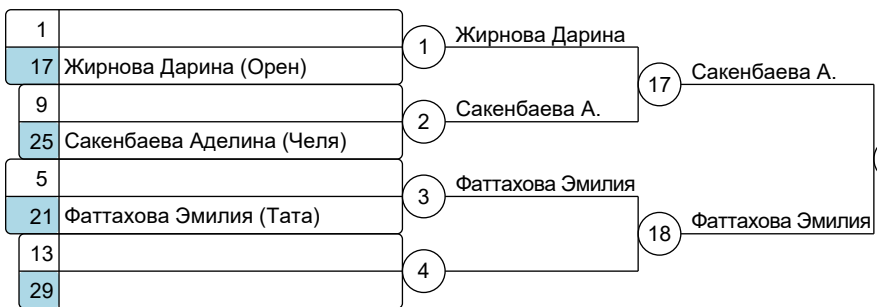 1
17 Жирнова Дарина (Орен)
9
25 Сакенбаева Аделина (Челя)
5
21 Фаттахова Эмилия (Тата)
13
29
1 Жирнова Дарина
2 Сакенбаева А.
3 Фаттахова Эмилия
4
17 Сакенбаева А.
18 Фаттахова Эмилия